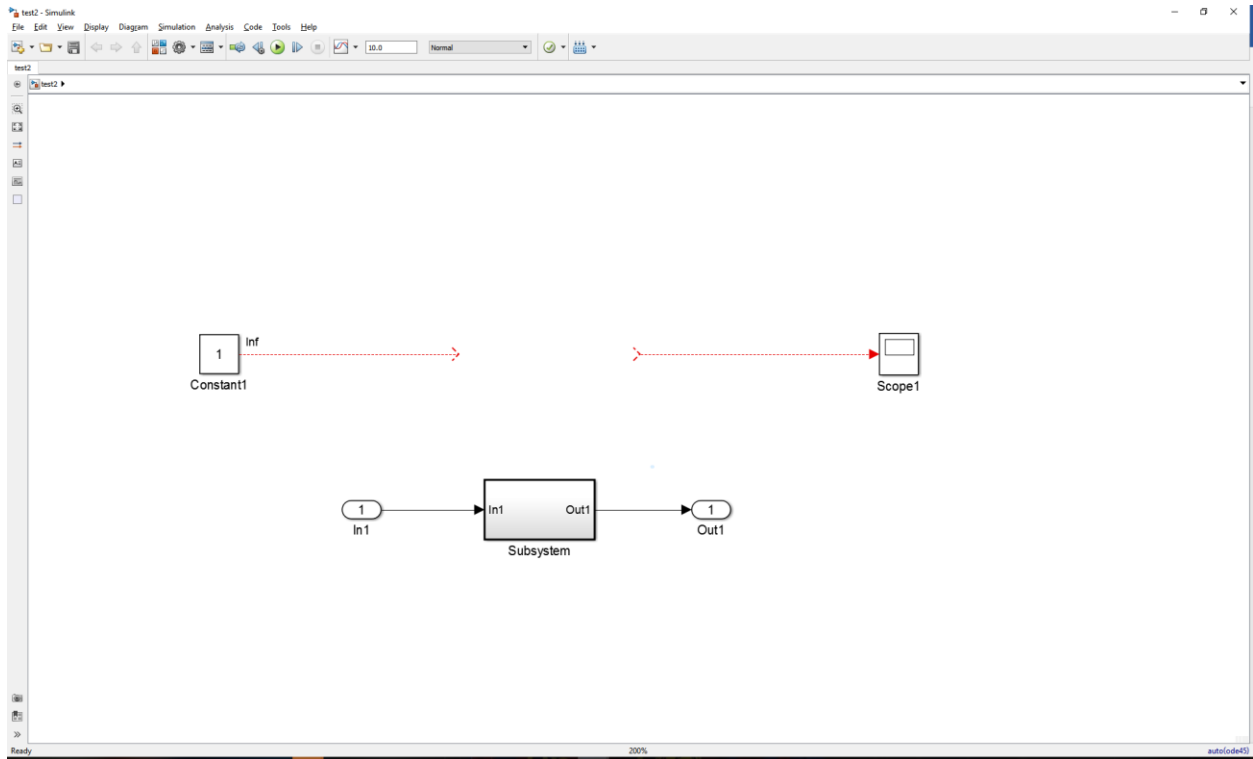 test2 - Simulink
File Edit View Display Diagram Simulation Analysis Code Tools Help
10.0 Normal
test2
test2
1 Inf
Constant1
Scope1
1 In1 Out1 1
In1 Out1
Subsystem
Ready 200% auto(ode45)